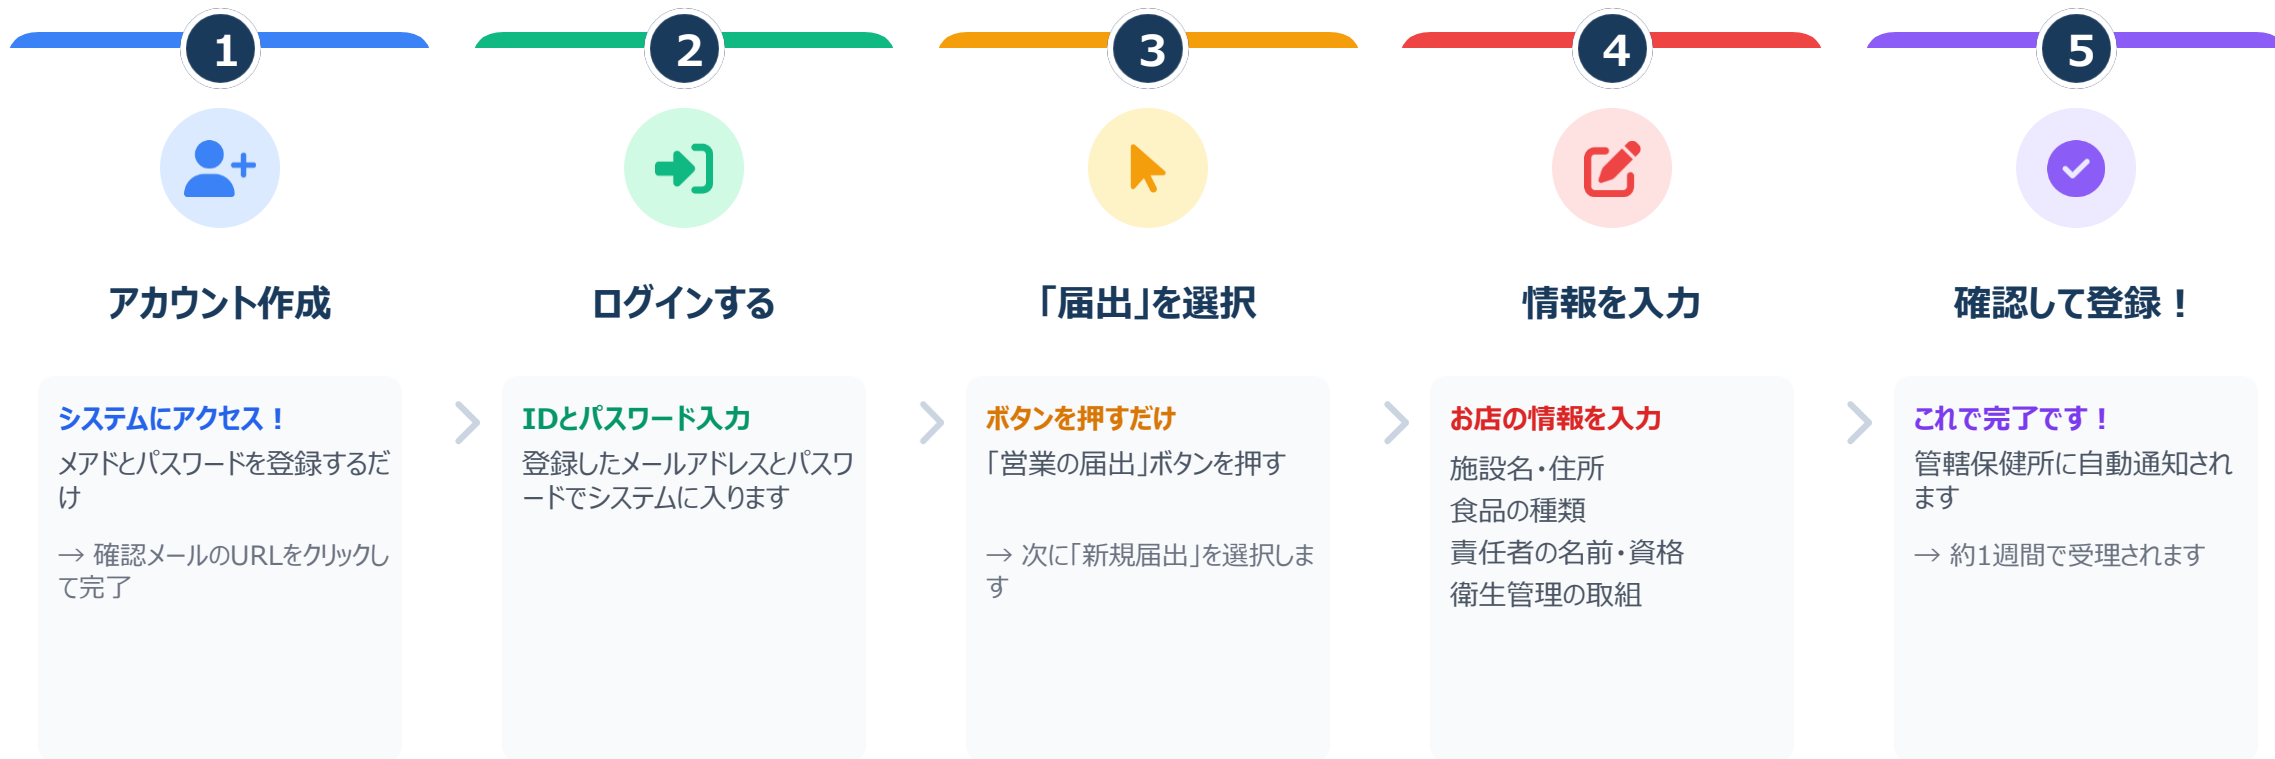 1
アカウント作成
システムにアクセス！
メアドとパスワードを登録するだ
け
→ 確認メールのURLをクリックし
て完了
2
ログインする
IDとパスワード入力
登録したメールアドレスとパスワ
ードでシステムに入ります
3
「届出」を選択
ボタンを押すだけ
「営業の届出」ボタンを押す
→ 次に「新規届出」を選択しま
す
4
情報を入力
お店の情報を入力
施設名・住所
食品の種類
責任者の名前・資格
衛生管理の取組
5
確認して登録！
これで完了です！
管轄保健所に自動通知され
ます
→ 約1週間で受理されます